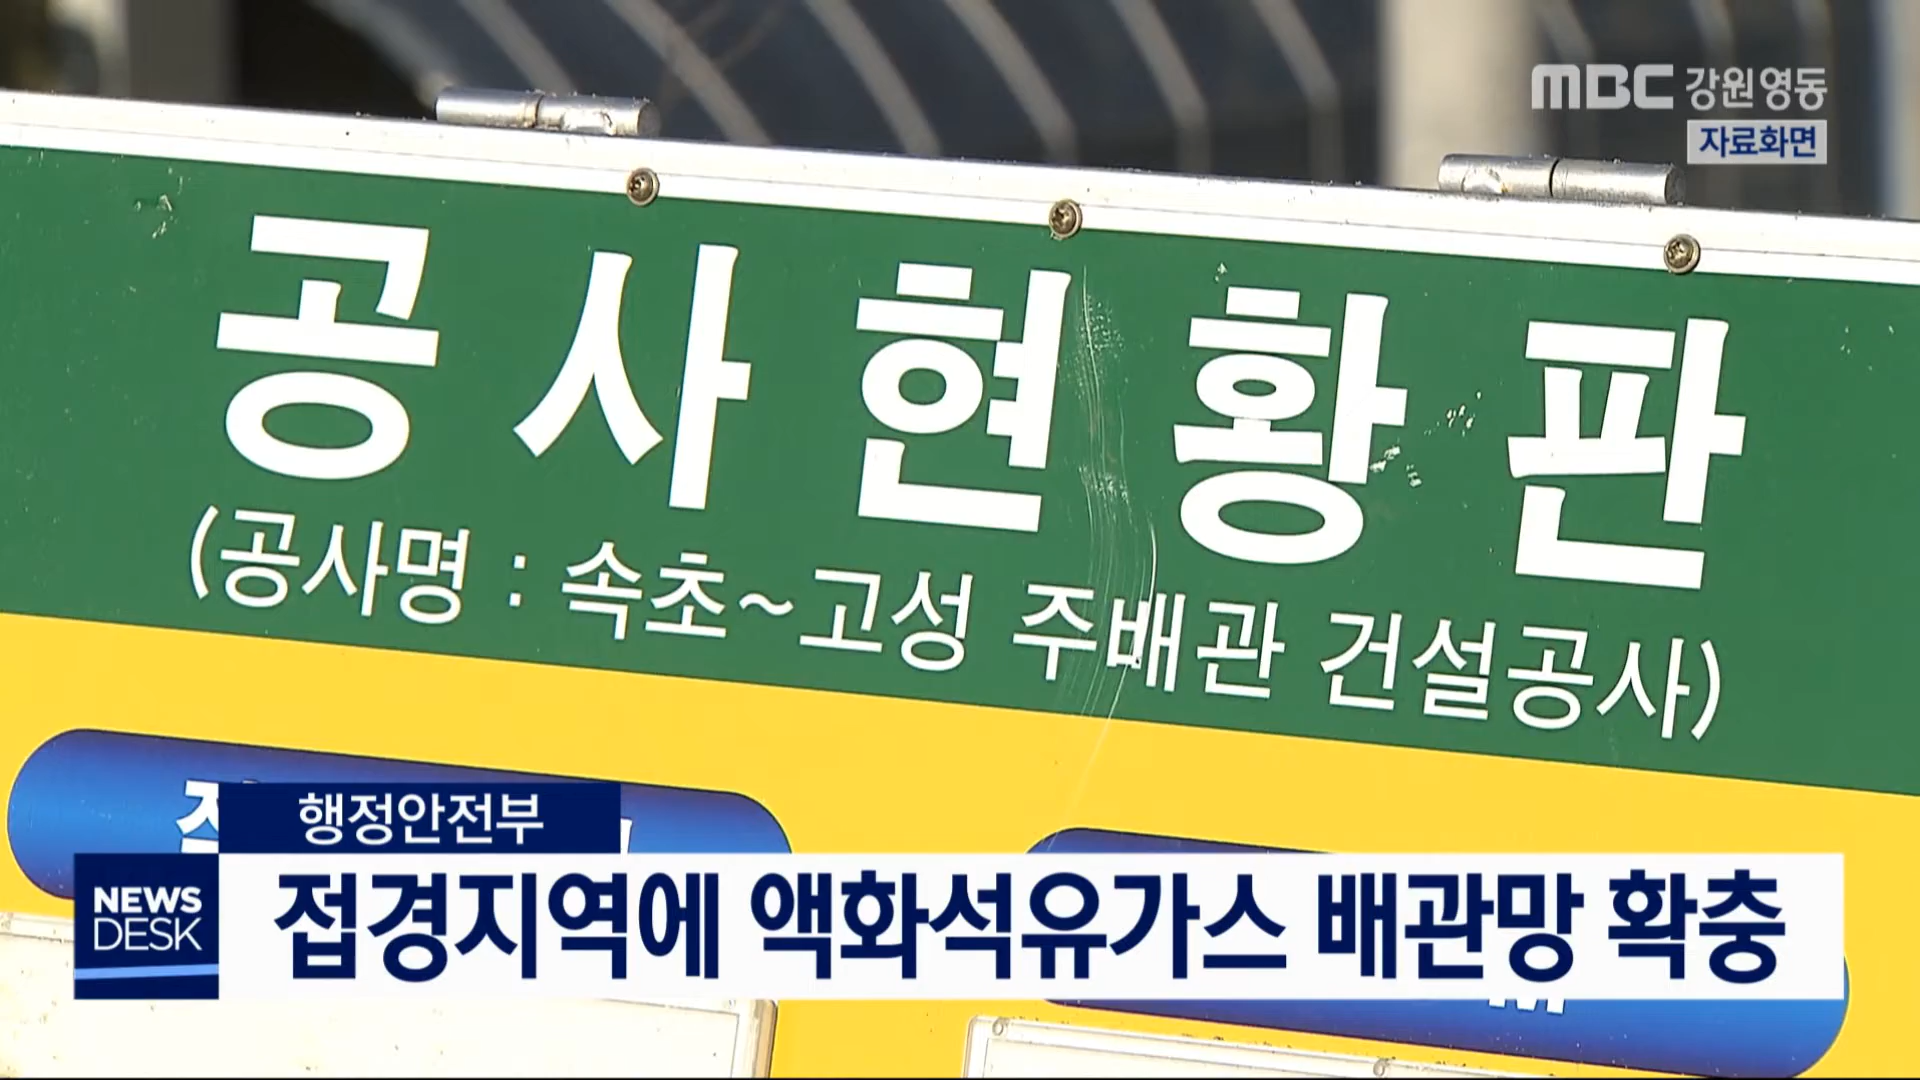 MBC 강원영동
자료화면
공사현황판
(공사명 : 속초~고성 주배관 건설공사)
행정안전부
NEWS
DESK
접경지역에 액화석유가스 배관망 확충